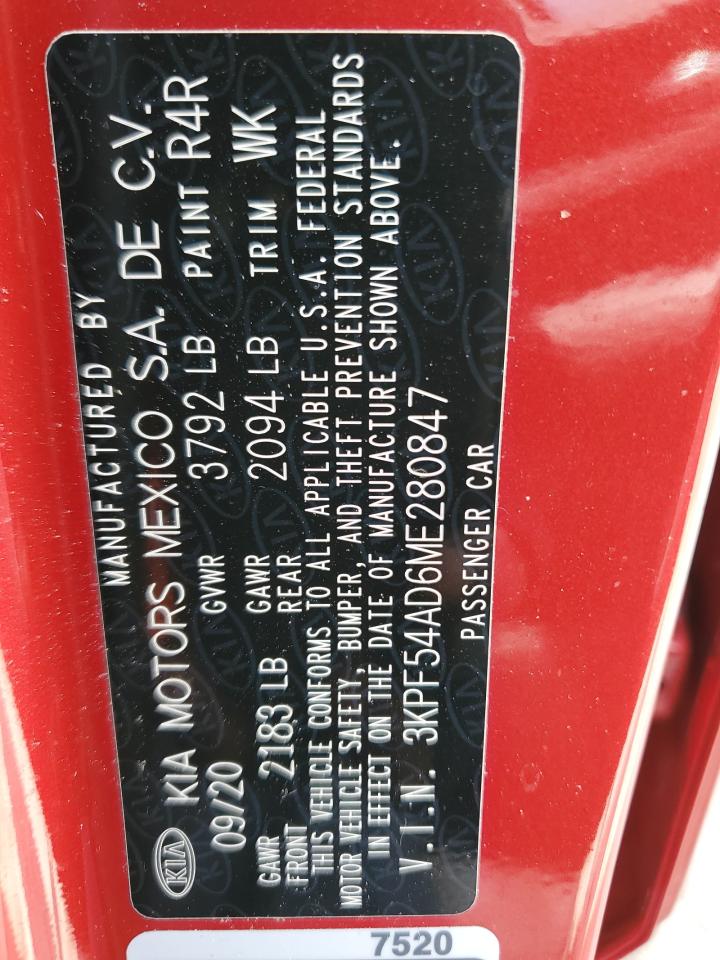 MANUFACTURED BY
KIA KIA MOTORS MEXICO S.A. DE C.V.
09/20 GVWR 3792 LB PAINT R4R
GAWR FRONT 2183 LB GAWR REAR 2094 LB TRIM WK
THIS VEHICLE CONFORMS TO ALL APPLICABLE U.S.A. FEDERAL
MOTOR VEHICLE SAFETY, BUMPER, AND THEFT PREVENTION STANDARDS
IN EFFECT ON THE DATE OF MANUFACTURE SHOWN ABOVE.
V.I.N. 3KPF54AD6ME280847
PASSENGER CAR
7520